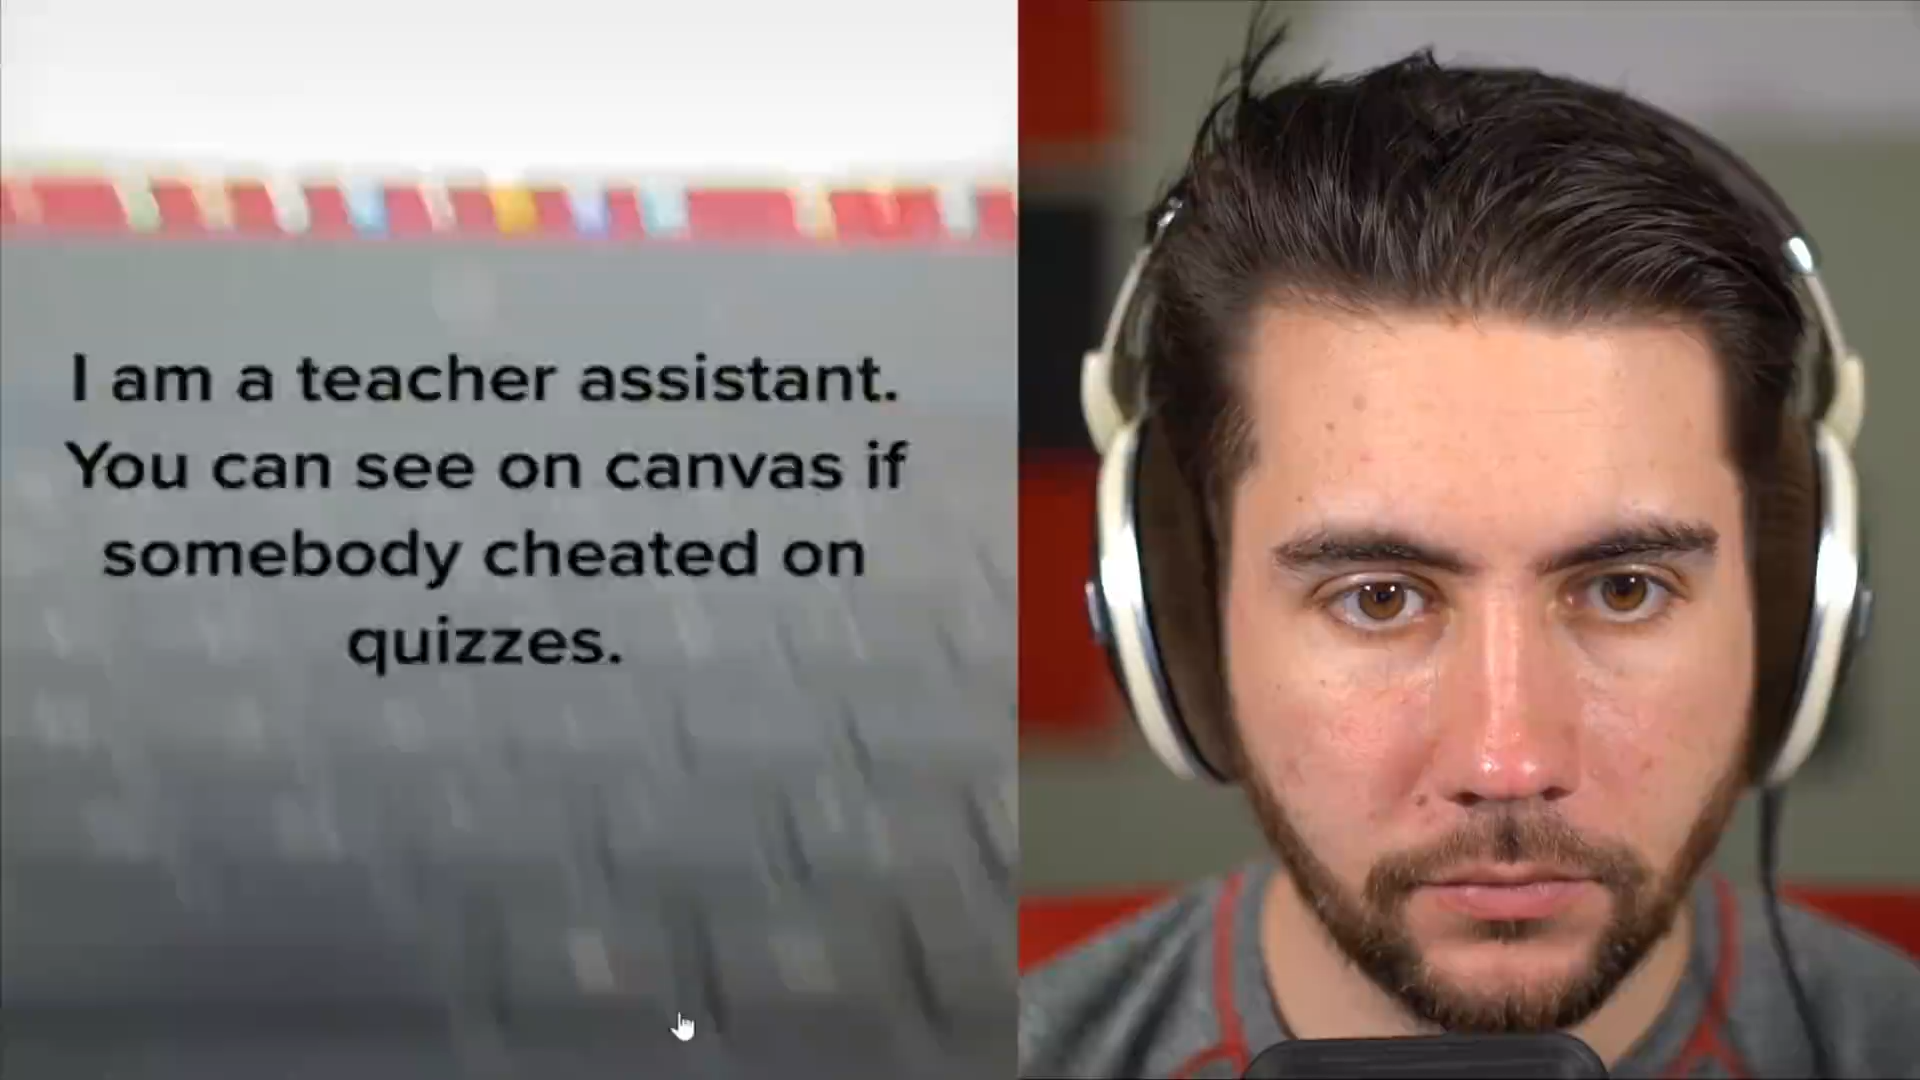 I am a teacher assistant.
You can see on canvas if
somebody cheated on
quizzes.